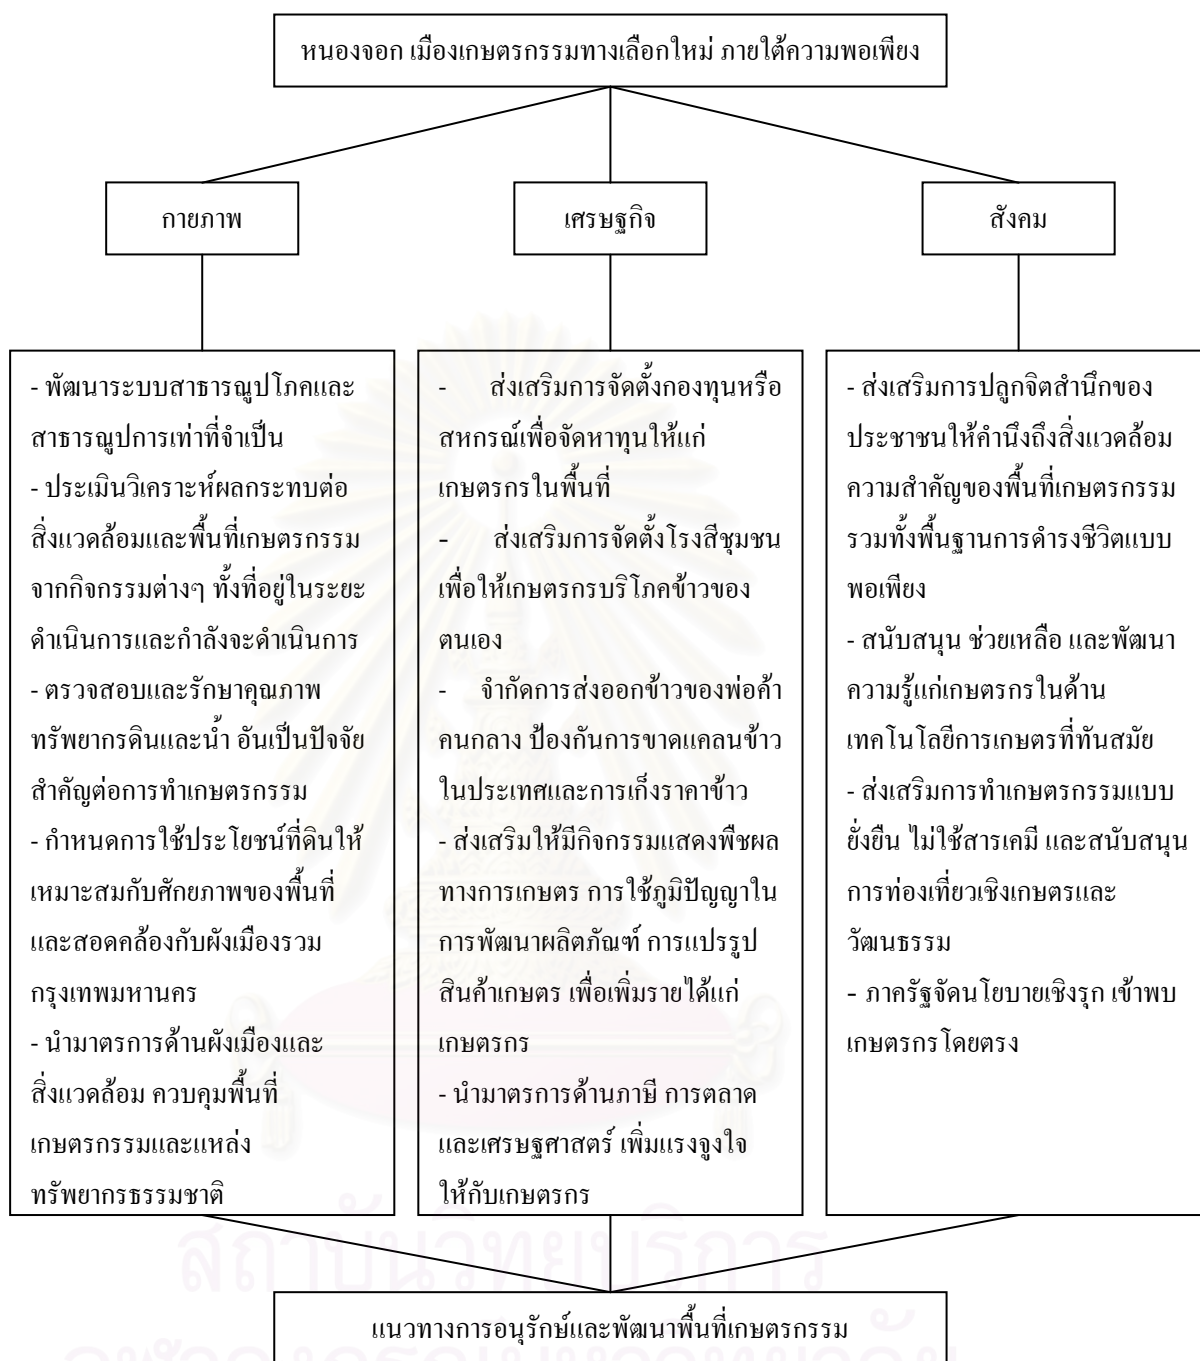 หนองจอก เมืองเกษตรกรรมทางเลือกใหม่ ภายใต้ความพอเพียง
กายภาพ
เศรษฐกิจ
สังคม
- พัฒนาระบบสาธารณูปโภคและ
สาธารณูปการเท่าที่จำเป็น
- ประเมินวิเคราะห์ผลกระทบต่อ
สิ่งแวดล้อมและพื้นที่เกษตรกรรม
จากกิจกรรมต่างๆ ทั้งที่อยู่ในระยะ
ดำเนินการและกำลังจะดำเนินการ
- ตรวจสอบและรักษาคุณภาพ
ทรัพยากรดินและน้ำ อันเป็นปัจจัย
สำคัญต่อการทำเกษตรกรรม
- กำหนดการใช้ประโยชน์ที่ดินให้
เหมาะสมกับศักยภาพของพื้นที่
และสอดคล้องกับผังเมืองรวม
กรุงเทพมหานคร
- นำมาตรการด้านผังเมืองและ
สิ่งแวดล้อม ควบคุมพื้นที่
เกษตรกรรมและแหล่ง
ทรัพยากรธรรมชาติ
- ส่งเสริมการจัดตั้งกองทุนหรือ
สหกรณ์เพื่อจัดหาทุนให้แก่
เกษตรกรในพื้นที่
- ส่งเสริมการจัดตั้งโรงสีชุมชน
เพื่อให้เกษตรกรบริโภคข้าวของ
ตนเอง
- จำกัดการส่งออกข้าวของพ่อค้า
คนกลาง ป้องกันการขาดแคลนข้าว
ในประเทศและการเก็งราคาข้าว
- ส่งเสริมให้มีกิจกรรมแสดงพืชผล
ทางการเกษตร การใช้ภูมิปัญญาใน
การพัฒนาผลิตภัณฑ์ การแปรรูป
สินค้าเกษตร เพื่อเพิ่มรายได้แก่
เกษตรกร
- นำมาตรการด้านภาษี การตลาด
และเศรษฐศาสตร์ เพิ่มแรงจูงใจ
ให้กับเกษตรกร
- ส่งเสริมการปลูกจิตสำนึกของ
ประชาชนให้คำนึงถึงสิ่งแวดล้อม
ความสำคัญของพื้นที่เกษตรกรรม
รวมทั้งพื้นฐานการดำรงชีวิตแบบ
พอเพียง
- สนับสนุน ช่วยเหลือ และพัฒนา
ความรู้แก่เกษตรกรในด้าน
เทคโนโลยีการเกษตรที่ทันสมัย
- ส่งเสริมการทำเกษตรกรรมแบบ
ยั่งยืน ไม่ใช้สารเคมี และสนับสนุน
การท่องเที่ยวเชิงเกษตรและ
วัฒนธรรม
- ภาครัฐจัดนโยบายเชิงรุก เข้าพบ
เกษตรกรโดยตรง
สถาบันวิทยบริการ
แนวทางการอนุรักษ์และพัฒนาพื้นที่เกษตรกรรม